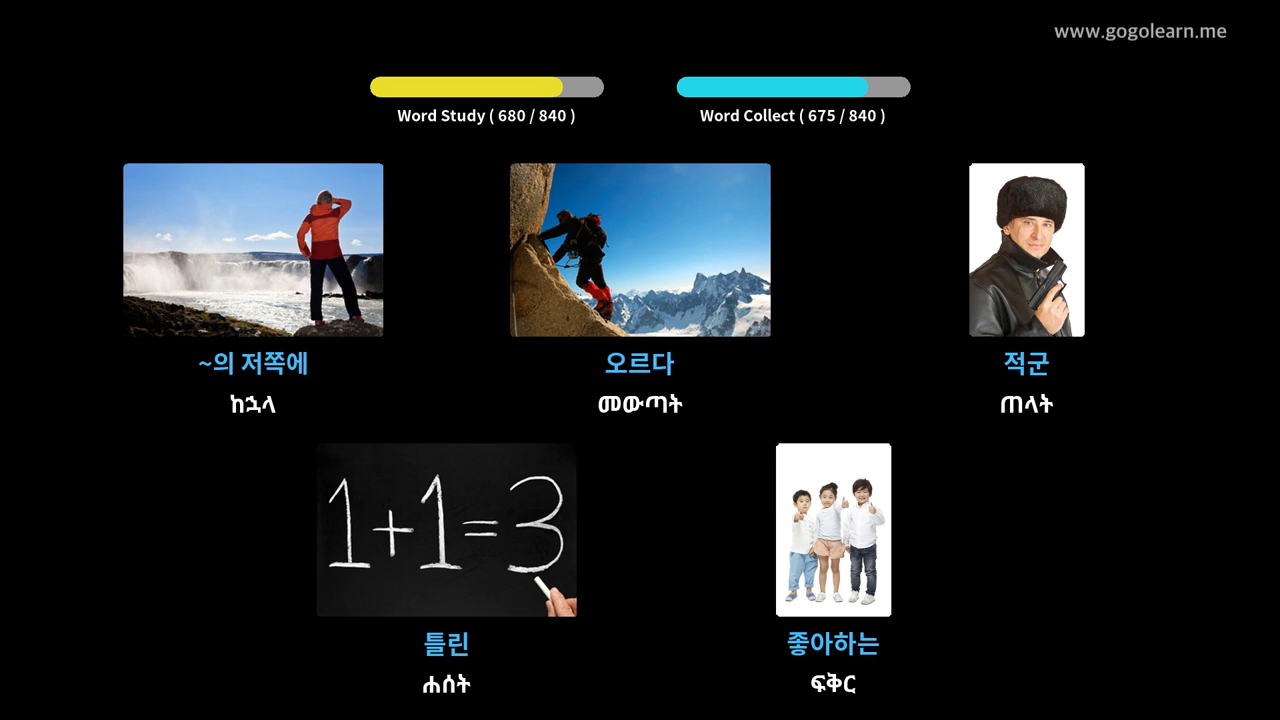 www.gogolearn.me
Word Study ( 680 / 840 )
Word Collect ( 675 / 840 )
~의 저쪽에
오르다
적군
ከኋላ
መውጣት
ጠላት
1+1=3
틀린
좋아하는
ሐሰት
ፍቅር